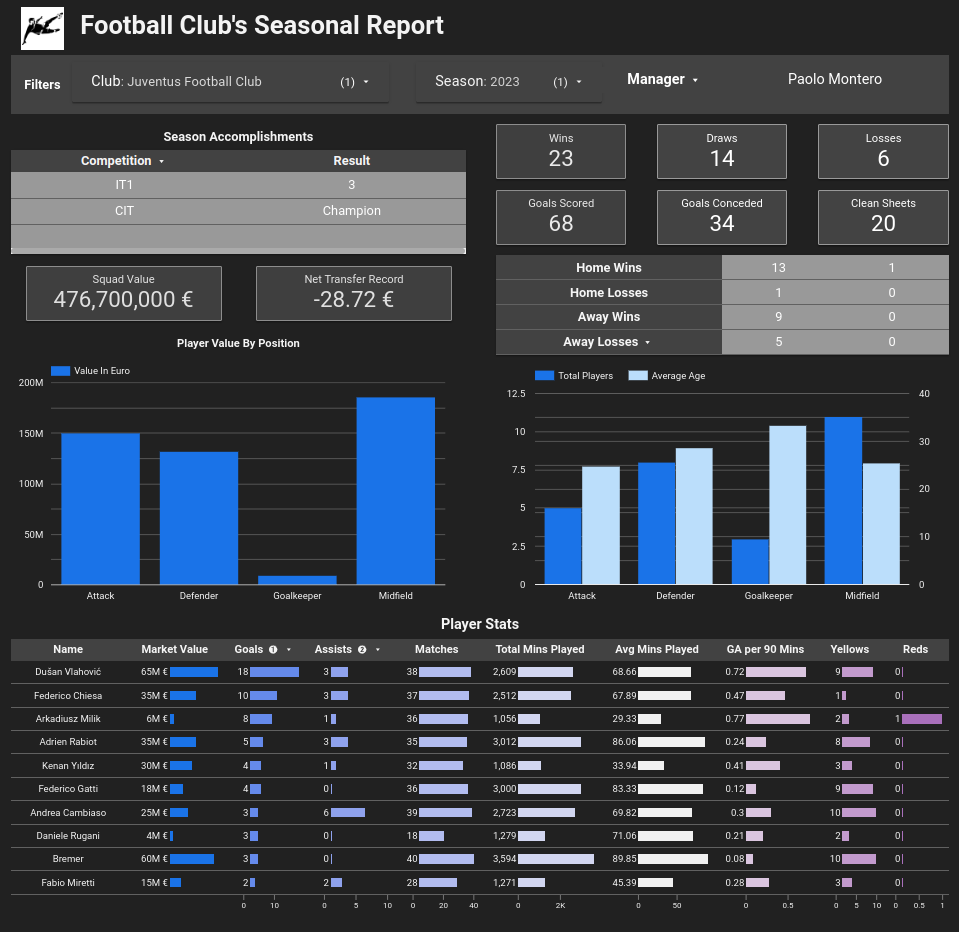 Football Club's Seasonal Report
Filters
Club: Juventus Football Club (1)
Season: 2023 (1)
Manager
Paolo Montero
Season Accomplishments
Competition Result
IT1 3
CIT Champion
Squad Value
476,700,000 €
Net Transfer Record
-28.72 €
Wins
23
Draws
14
Losses
6
Goals Scored
68
Goals Conceded
34
Clean Sheets
20
Home Wins 13 1
Home Losses 1 0
Away Wins 9 0
Away Losses 5 0
Player Value By Position
Value In Euro
200M
150M
100M
50M
0
Attack Defender Goalkeeper Midfield
Total Players Average Age
12.5 40
10 30
7.5
20
5
10
2.5
0 0
Attack Defender Goalkeeper Midfield
Player Stats
Name Market Value Goals 1 Assists 2 Matches Total Mins Played Avg Mins Played GA per 90 Mins Yellows Reds
Dušan Vlahović 65M € 18 3 38 2,609 68.66 0.72 9 0
Federico Chiesa 35M € 10 3 37 2,512 67.89 0.47 1 0
Arkadiusz Milik 6M € 8 1 36 1,056 29.33 0.77 2 1
Adrien Rabiot 35M € 5 3 35 3,012 86.06 0.24 8 0
Kenan Yıldız 30M € 4 1 32 1,086 33.94 0.41 3 0
Federico Gatti 18M € 4 0 36 3,000 83.33 0.12 9 0
Andrea Cambiaso 25M € 3 6 39 2,723 69.82 0.3 10 0
Daniele Rugani 4M € 3 0 18 1,279 71.06 0.21 2 0
Bremer 60M € 3 0 40 3,594 89.85 0.08 10 0
Fabio Miretti 15M € 2 2 28 1,271 45.39 0.28 3 0
0 10 0 5 10 0 20 40 0 2K 0 50 0 0.5 0 5 10 0 0.5 1